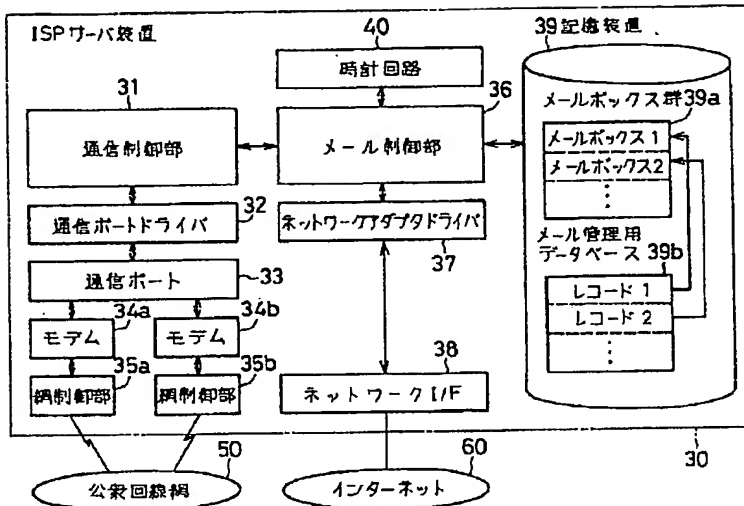 ISPサーバ装置
40
時計回路
39 記憶装置
31
通信制御部
36
メール制御部
メールボックス群
39a
メールボックス1
メールボックス2
⋮
32
通信ポートドライバ
ネットワークアダプタドライバ
37
メール管理用
データベース
39b
レコード1
レコード2
⋮
33
通信ポート
34a
モデム
34b
モデム
35a
網制御部
35b
網制御部
38
ネットワークI/F
30
50
公衆回線網
60
インターネット